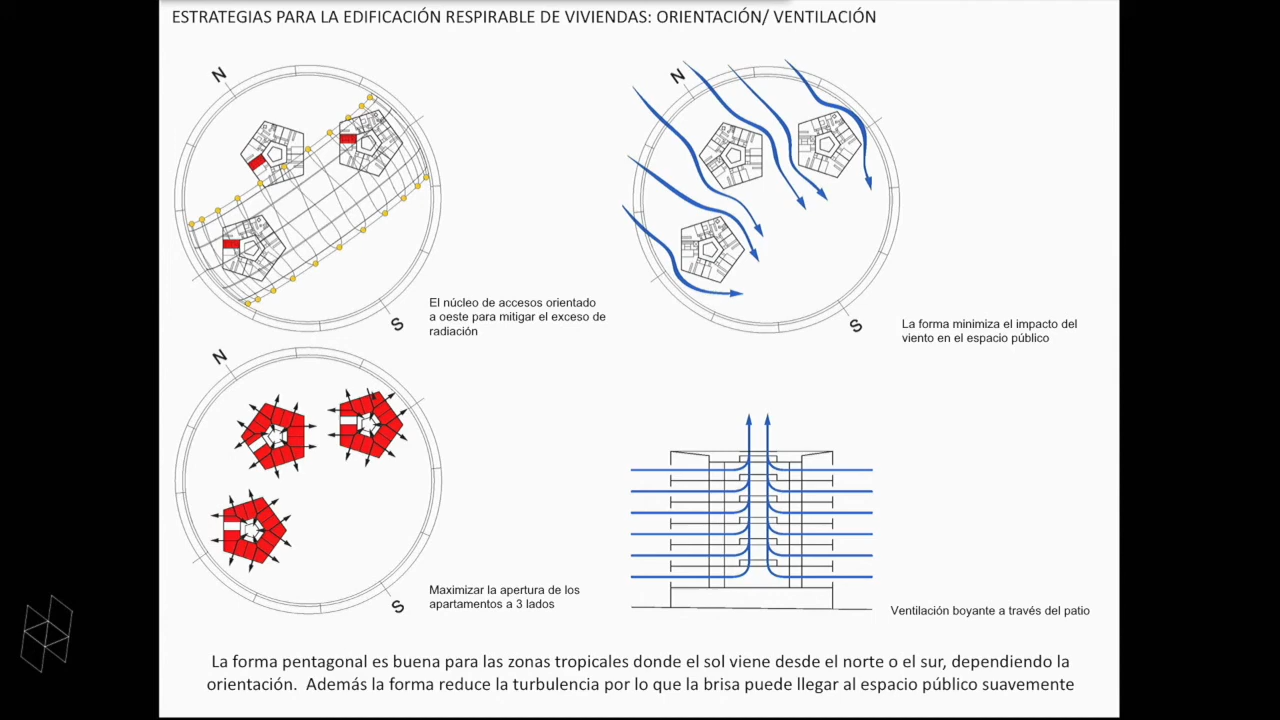 ESTRATEGIAS PARA LA EDIFICACIÓN RESPIRABLE DE VIVIENDAS: ORIENTACIÓN/ VENTILACIÓN
N
S
El núcleo de accesos orientado
a oeste para mitigar el exceso de
radiación
N
S
La forma minimiza el impacto del
viento en el espacio público
N
S
Maximizar la apertura de los
apartamentos a 3 lados
Ventilación boyante a través del patio
La forma pentagonal es buena para las zonas tropicales donde el sol viene desde el norte o el sur, dependiendo la
orientación. Además la forma reduce la turbulencia por lo que la brisa puede llegar al espacio público suavemente